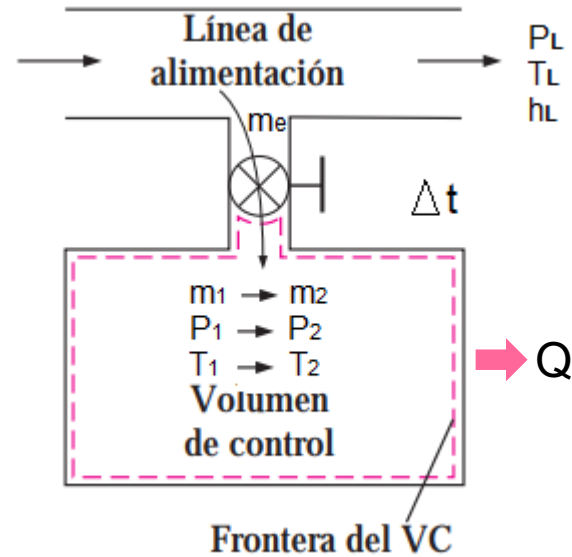 Línea de
alimentación
PL
TL
hL
me
Δt
m1 → m2
P1 → P2
T1 → T2
Volumen
de control
Q
Frontera del VC